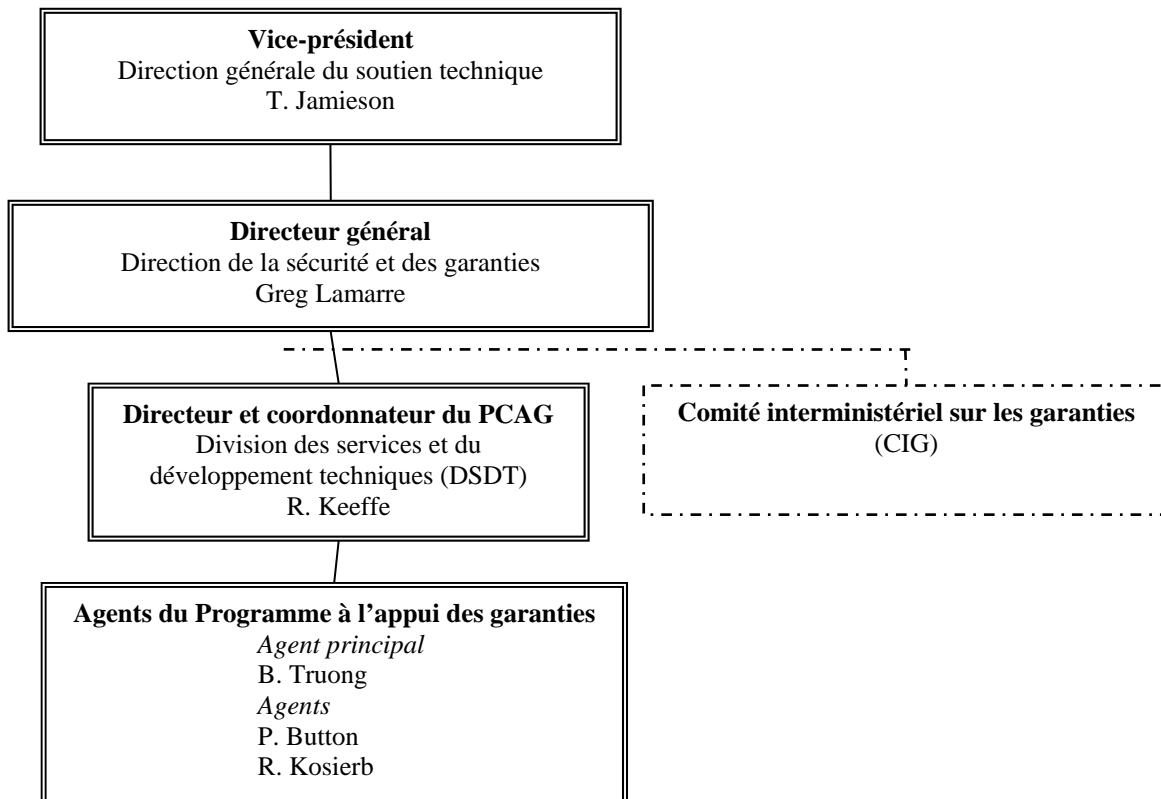 Vice-président
Direction générale du soutien technique
T. Jamieson
Directeur général
Direction de la sécurité et des garanties
Greg Lamarre
Directeur et coordonnateur du PCAG
Division des services et du
développement techniques (DSDT)
R. Keeffe
Comité interministériel sur les garanties
(CIG)
Agents du Programme à l'appui des garanties
Agent principal
B. Truong
Agents
P. Button
R. Kosierb